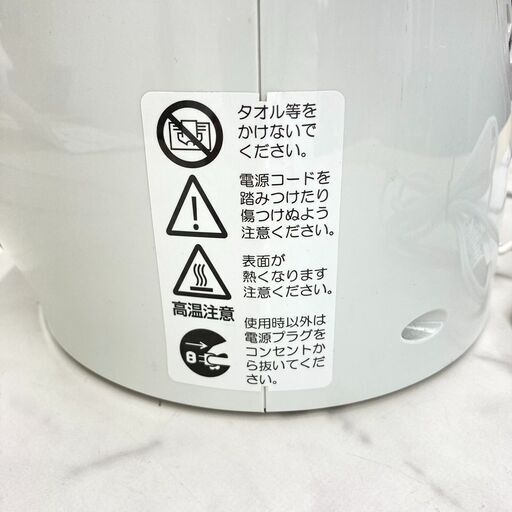 タオル等を
かけないで
ください。
電源コードを
踏みつけたり
傷つけぬよう
注意ください。
表面が
熱くなります
注意ください。
高温注意
使用時以外は
電源プラグを
コンセントか
ら抜いてくだ
さい。